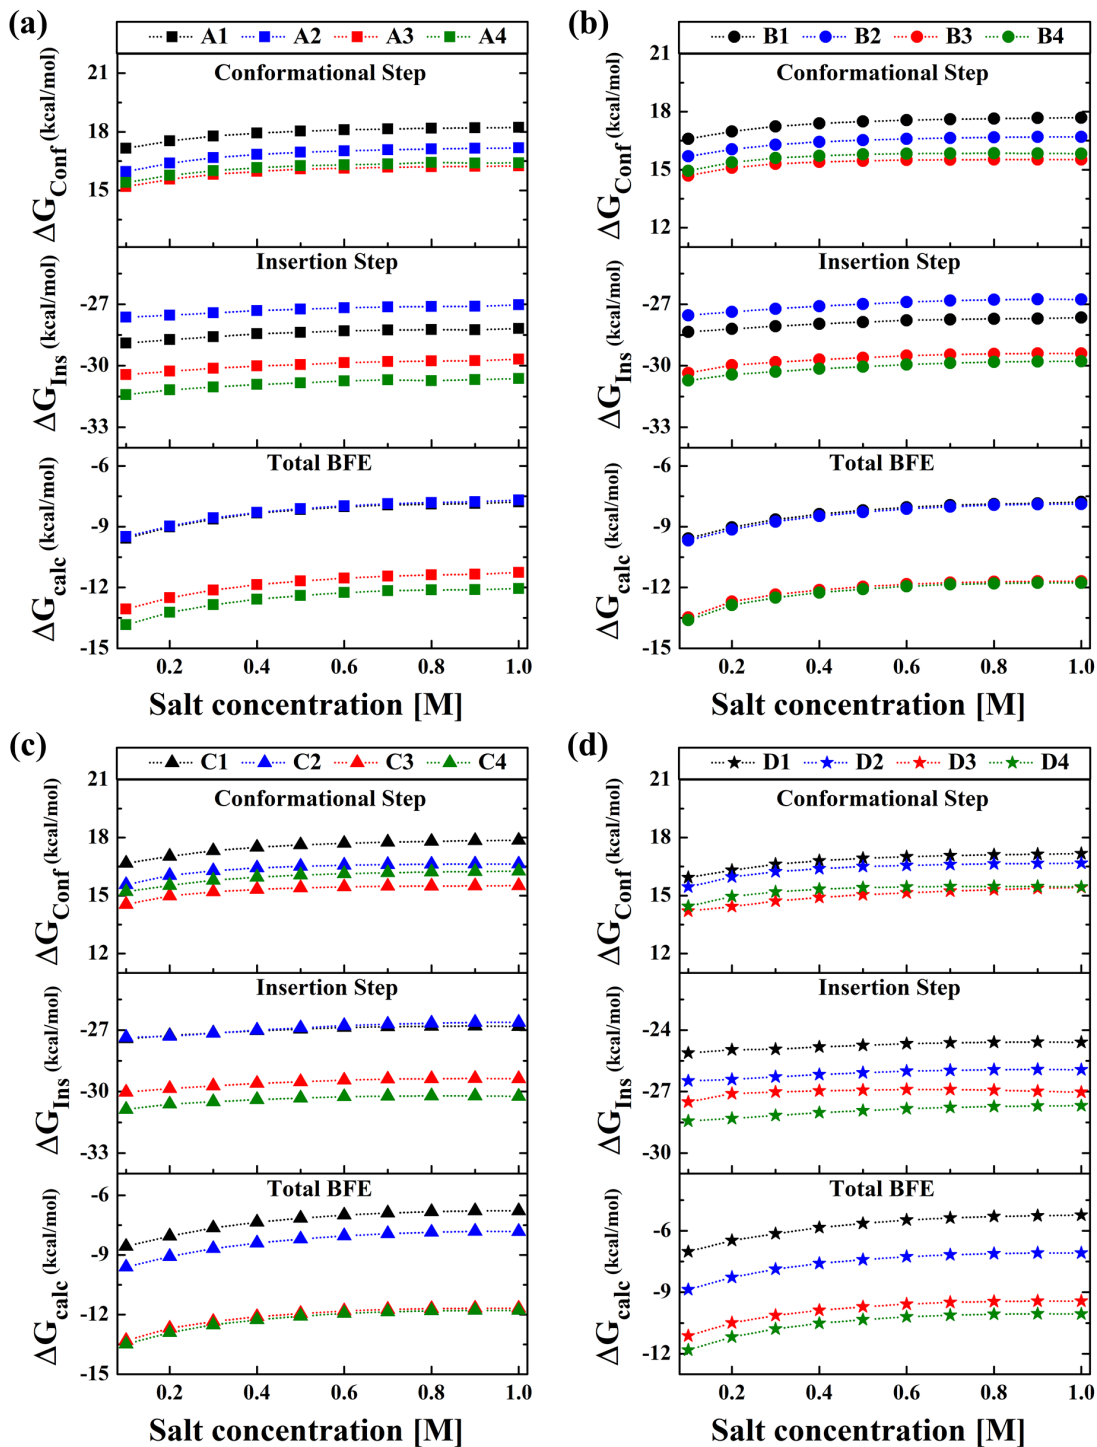 (a)
A1 A2 A3 A4
Conformational Step
21
18
15
ΔG_Conf (kcal/mol)
Insertion Step
-27
-30
-33
ΔG_Ins (kcal/mol)
Total BFE
-6
-9
-12
-15
ΔG_calc (kcal/mol)
0.2 0.4 0.6 0.8 1.0
Salt concentration [M]
(b)
B1 B2 B3 B4
Conformational Step
21
18
15
12
ΔG_Conf (kcal/mol)
Insertion Step
-27
-30
-33
ΔG_Ins (kcal/mol)
Total BFE
-6
-9
-12
-15
ΔG_calc (kcal/mol)
0.2 0.4 0.6 0.8 1.0
Salt concentration [M]
(c)
C1 C2 C3 C4
Conformational Step
21
18
15
12
ΔG_Conf (kcal/mol)
Insertion Step
-27
-30
-33
ΔG_Ins (kcal/mol)
Total BFE
-6
-9
-12
-15
ΔG_calc (kcal/mol)
0.2 0.4 0.6 0.8 1.0
Salt concentration [M]
(d)
D1 D2 D3 D4
Conformational Step
21
18
15
12
ΔG_Conf (kcal/mol)
Insertion Step
-24
-27
-30
ΔG_Ins (kcal/mol)
Total BFE
-6
-9
-12
ΔG_calc (kcal/mol)
0.2 0.4 0.6 0.8 1.0
Salt concentration [M]